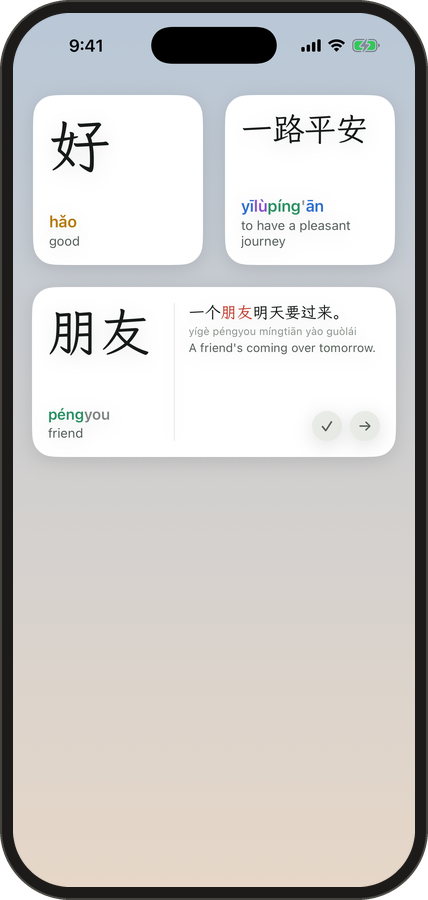 9:41
好
hǎo
good
一路平安
yīlùpíng'ān
to have a pleasant
journey
朋友
péngyou
friend
一个朋友明天要过来。
yígè péngyou míngtiān yào guòlái
A friend's coming over tomorrow.